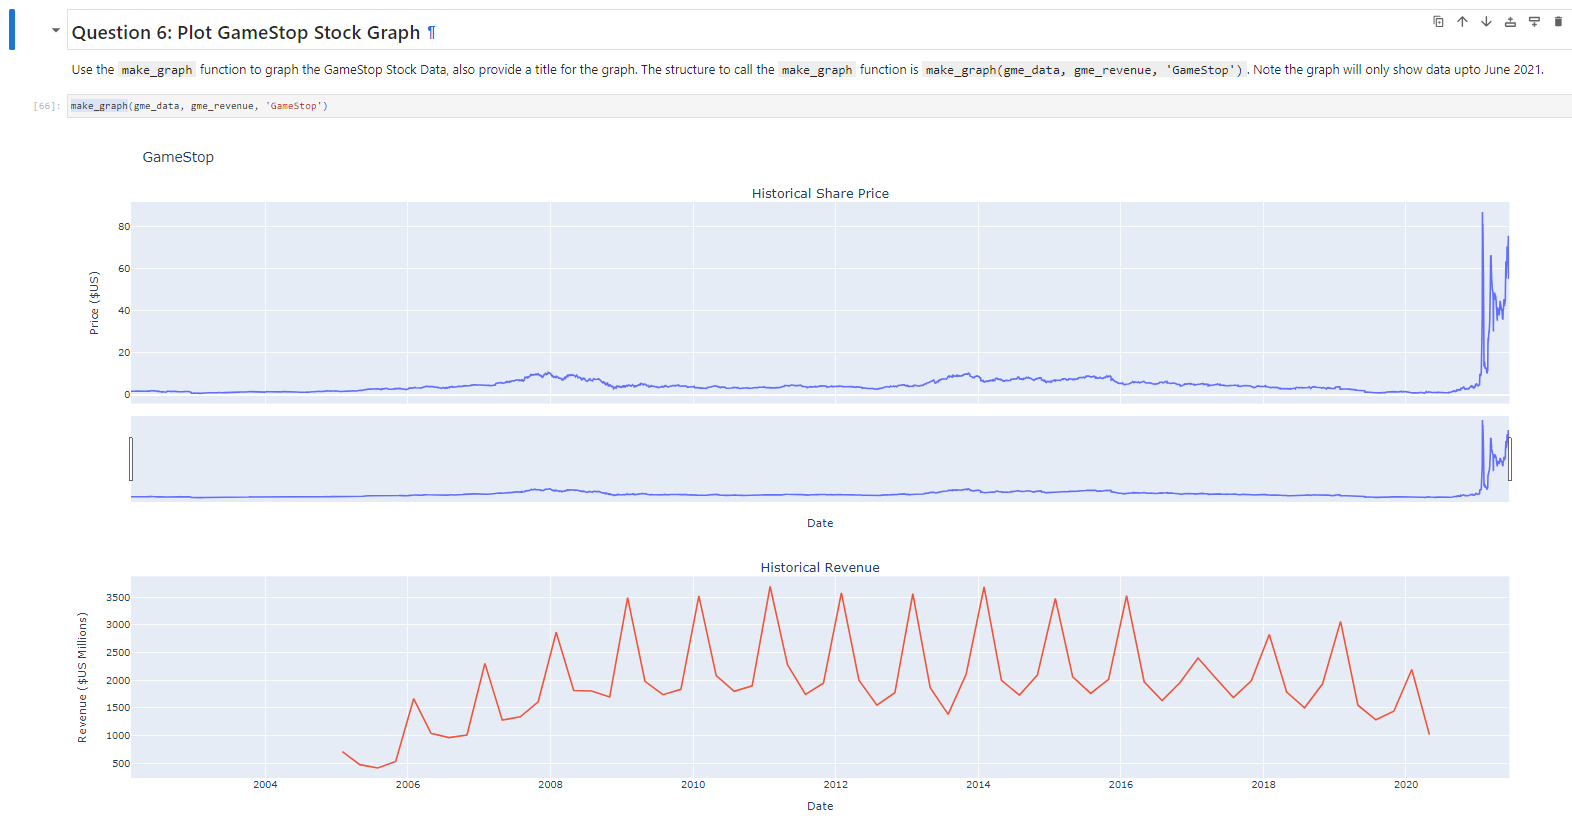 Question 6: Plot GameStop Stock Graph ¶
Use the make_graph function to graph the GameStop Stock Data, also provide a title for the graph. The structure to call the make_graph function is make_graph(gme_data, gme_revenue, 'GameStop'). Note the graph will only show data upto June 2021.
[66]: make_graph(gme_data, gme_revenue, 'GameStop')
GameStop
Historical Share Price
80
60
40
20
0
Price ($US)
Date
Historical Revenue
3500
3000
2500
2000
1500
1000
500
Revenue ($US Millions)
2004 2006 2008 2010 2012 2014 2016 2018 2020
Date